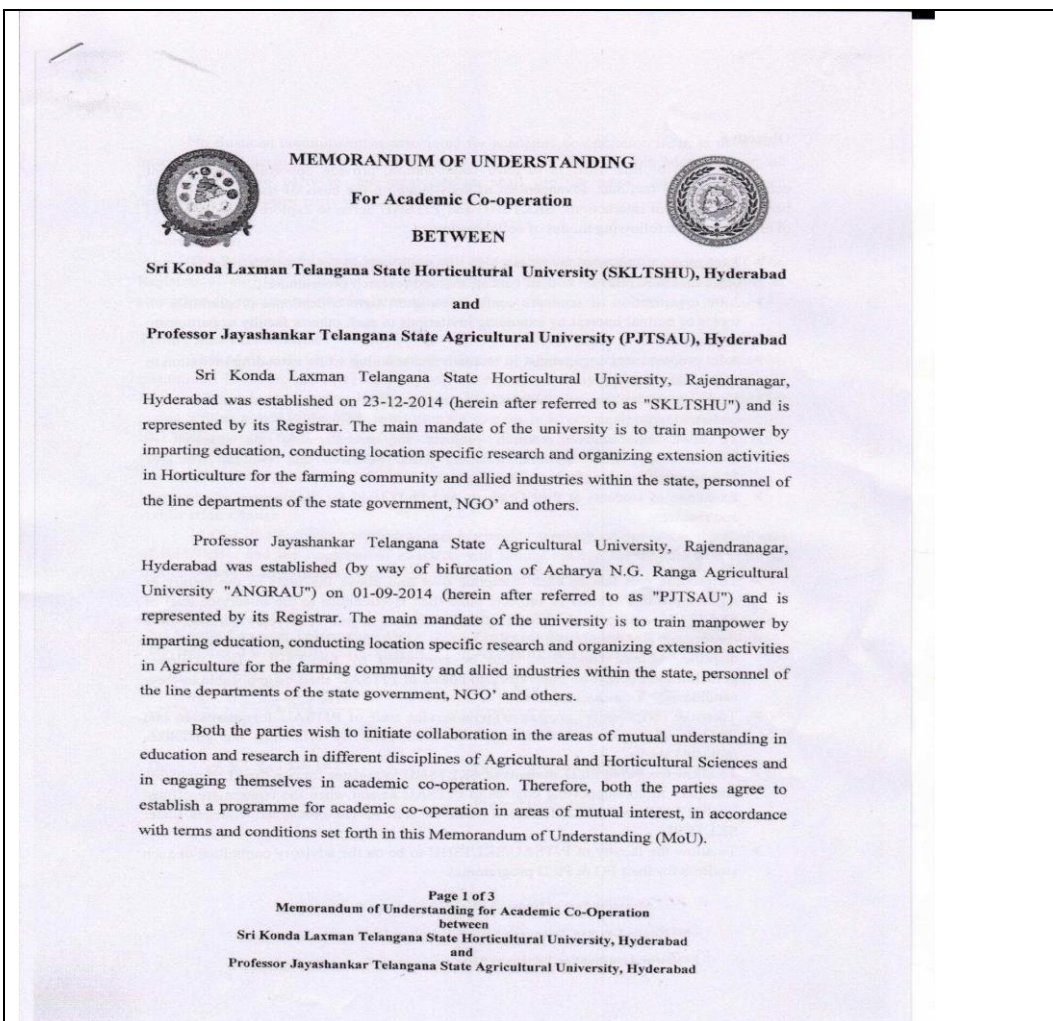 MEMORANDUM OF UNDERSTANDING
For Academic Co-operation
BETWEEN
Sri Konda Laxman Telangana State Horticultural University (SKLTSHU), Hyderabad
and
Professor Jayashankar Telangana State Agricultural University (PJTSAU), Hyderabad
Sri Konda Laxman Telangana State Horticultural University, Rajendranagar,
Hyderabad was established on 23-12-2014 (herein after referred to as "SKLTSHU") and is
represented by its Registrar. The main mandate of the university is to train manpower by
imparting education, conducting location specific research and organizing extension activities
in Horticulture for the farming community and allied industries within the state, personnel of
the line departments of the state government, NGO' and others.
Professor Jayashankar Telangana State Agricultural University, Rajendranagar,
Hyderabad was established (by way of bifurcation of Acharya N.G. Ranga Agricultural
University "ANGRAU") on 01-09-2014 (herein after referred to as "PJTSAU") and is
represented by its Registrar. The main mandate of the university is to train manpower by
imparting education, conducting location specific research and organizing extension activities
in Agriculture for the farming community and allied industries within the state, personnel of
the line departments of the state government, NGO' and others.
Both the parties wish to initiate collaboration in the areas of mutual understanding in
education and research in different disciplines of Agricultural and Horticultural Sciences and
in engaging themselves in academic co-operation. Therefore, both the parties agree to
establish a programme for academic co-operation in areas of mutual interest, in accordance
with terms and conditions set forth in this Memorandum of Understanding (MoU).
Page 1 of 3
Memorandum of Understanding for Academic Co-Operation
between
Sri Konda Laxman Telangana State Horticultural University, Hyderabad
and
Professor Jayashankar Telangana State Agricultural University, Hyderabad